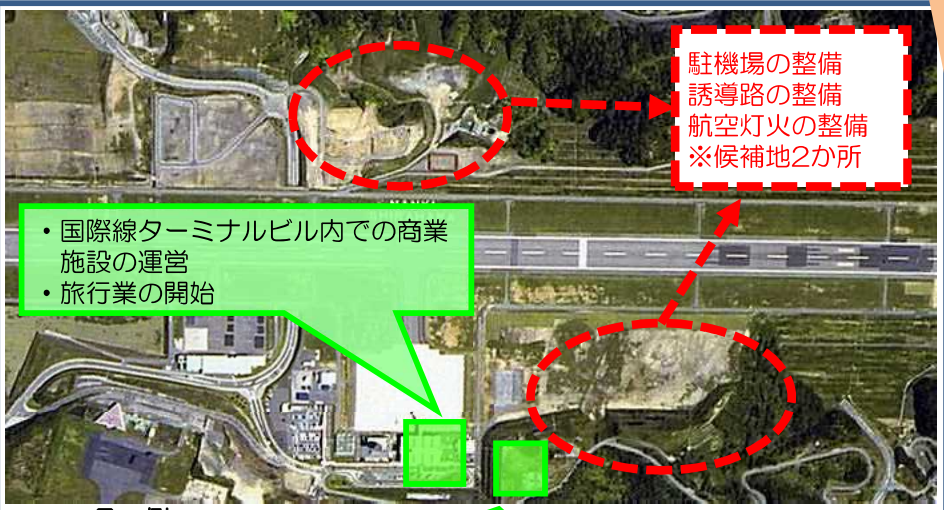 駐機場の整備
誘導路の整備
航空灯火の整備
※候補地2か所
NANKI
SHIRAHAMA
・国際線ターミナルビル内での商業
施設の運営
・旅行業の開始